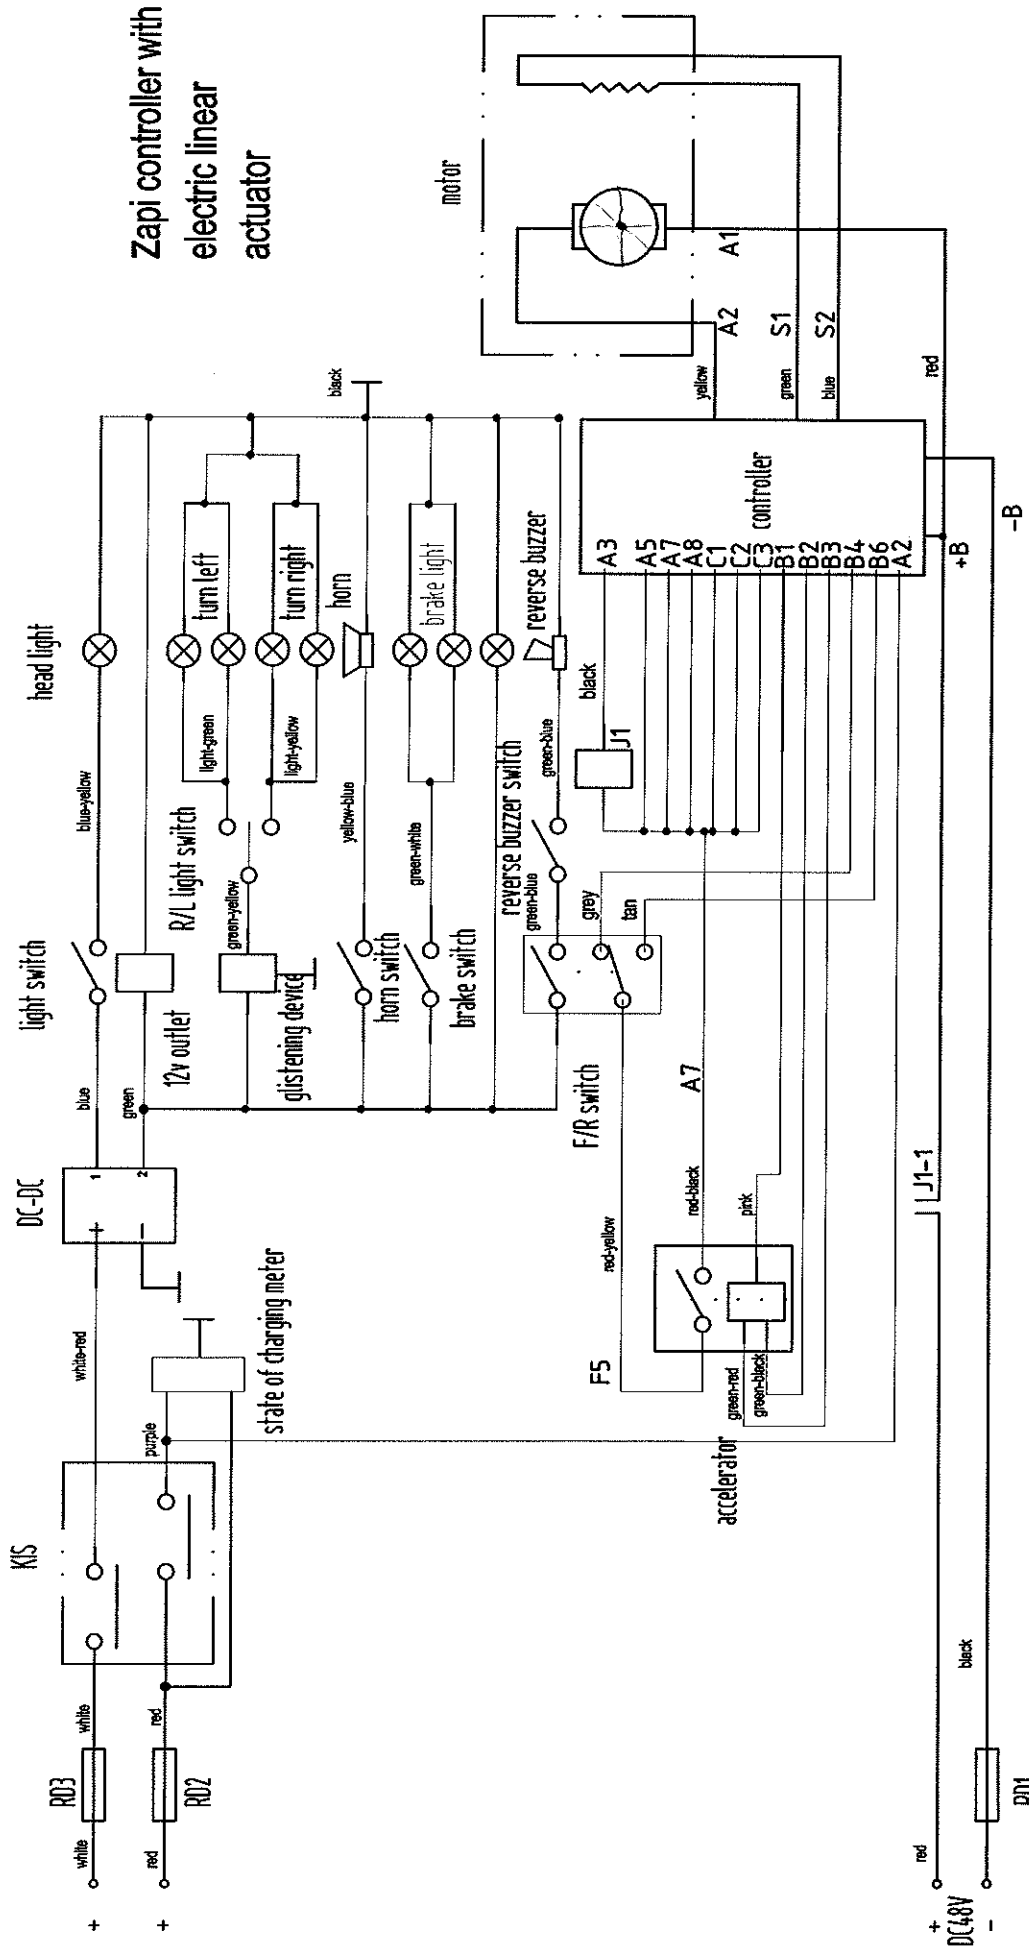 Zapi controller with
electric linear
actuator
head light
light switch
blue-yellow
DC-DC
blue
1
12v outlet
green
2
+
−
KIS
white-red
RD3
white
white
+
RD2
red
red
+
purple
state of charging meter
R/L light switch
light-green
turn left
light-yellow
turn right
green-yellow
glistening device
black
horn
yellow-blue
horn switch
brake light
green-white
brake switch
reverse buzzer
green-blue
reverse buzzer switch
green-blue
F/R switch
grey
tan
red-yellow
F5
red-black
A7
pink
green-red
green-black
accelerator
black
J1
motor
A2
A1
yellow
S1
green
S2
blue
red
controller
A3
A5
A7
A8
C1
C2
C3
B1
B2
B3
B4
B6
A2
+B
-B
J1-1
red
+
DC48V
-
black